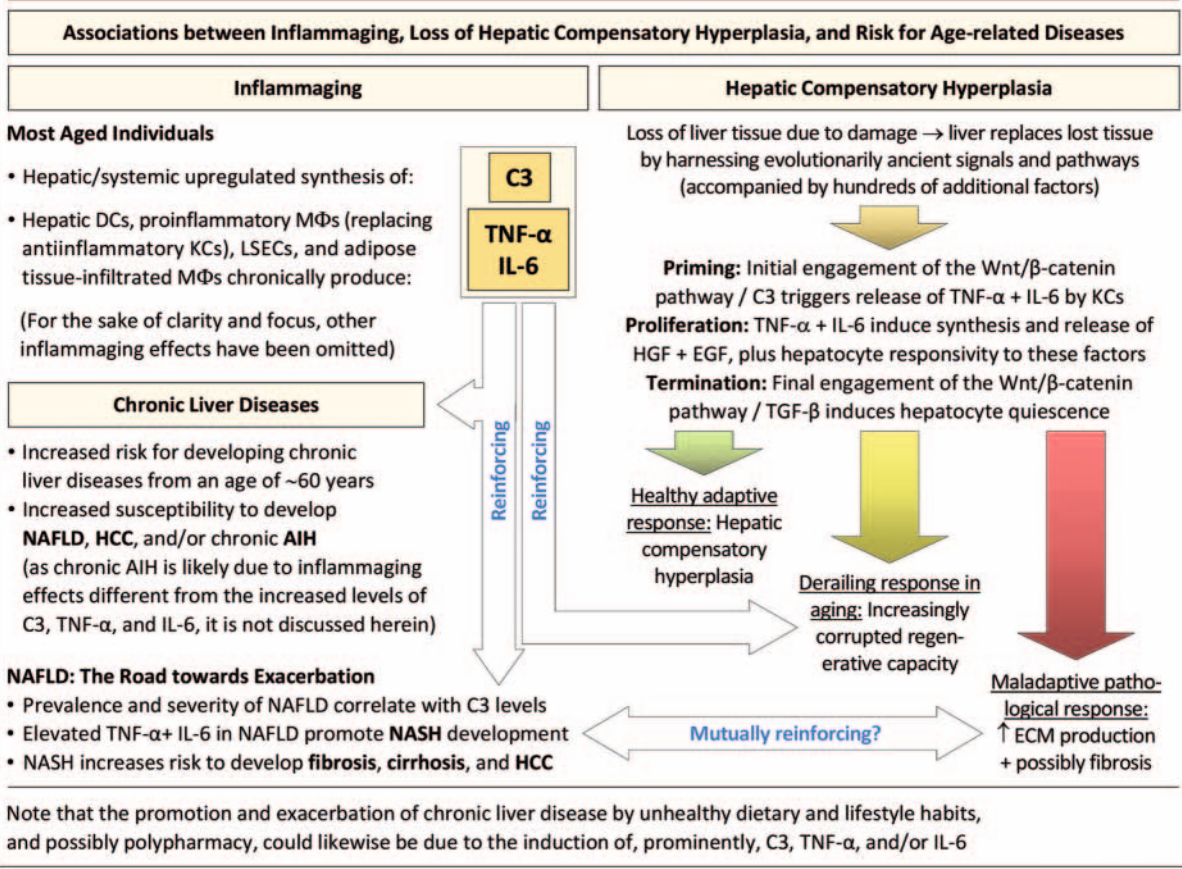 Associations between Inflammaging, Loss of Hepatic Compensatory Hyperplasia, and Risk for Age-related Diseases
Inflammaging
Most Aged Individuals
• Hepatic/systemic upregulated synthesis of:
• Hepatic DCs, proinflammatory MΦs (replacing
antiinflammatory KCs), LSECs, and adipose
tissue-infiltrated MΦs chronically produce:
(For the sake of clarity and focus, other
inflammaging effects have been omitted)
C3
TNF-α
IL-6
Reinforcing
Reinforcing
Chronic Liver Diseases
• Increased risk for developing chronic
liver diseases from an age of ~60 years
• Increased susceptibility to develop
NAFLD, HCC, and/or chronic AIH
(as chronic AIH is likely due to inflammaging
effects different from the increased levels of
C3, TNF-α, and IL-6, it is not discussed herein)
NAFLD: The Road towards Exacerbation
• Prevalence and severity of NAFLD correlate with C3 levels
• Elevated TNF-α+ IL-6 in NAFLD promote NASH development
• NASH increases risk to develop fibrosis, cirrhosis, and HCC
Hepatic Compensatory Hyperplasia
Loss of liver tissue due to damage → liver replaces lost tissue
by harnessing evolutionarily ancient signals and pathways
(accompanied by hundreds of additional factors)
Priming: Initial engagement of the Wnt/β-catenin
pathway / C3 triggers release of TNF-α + IL-6 by KCs
Proliferation: TNF-α + IL-6 induce synthesis and release of
HGF + EGF, plus hepatocyte responsivity to these factors
Termination: Final engagement of the Wnt/β-catenin
pathway / TGF-β induces hepatocyte quiescence
Healthy adaptive
response: Hepatic
compensatory
hyperplasia
Derailing response in
aging: Increasingly
corrupted regen-
erative capacity
Maladaptive patho-
logical response:
↑ ECM production
+ possibly fibrosis
Mutually reinforcing?
Note that the promotion and exacerbation of chronic liver disease by unhealthy dietary and lifestyle habits,
and possibly polypharmacy, could likewise be due to the induction of, prominently, C3, TNF-α, and/or IL-6